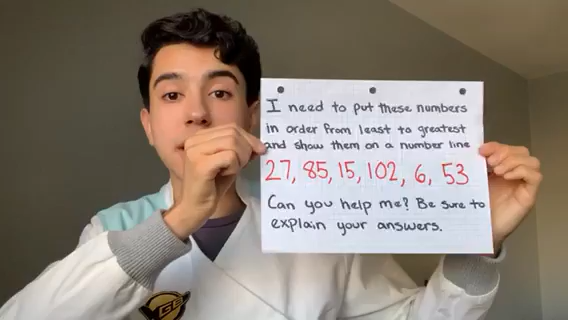 I need to put these numbers
in order from least to greatest
and show them on a number line
27, 85, 15, 102, 6, 53
Can you help me? Be sure to
explain your answers.